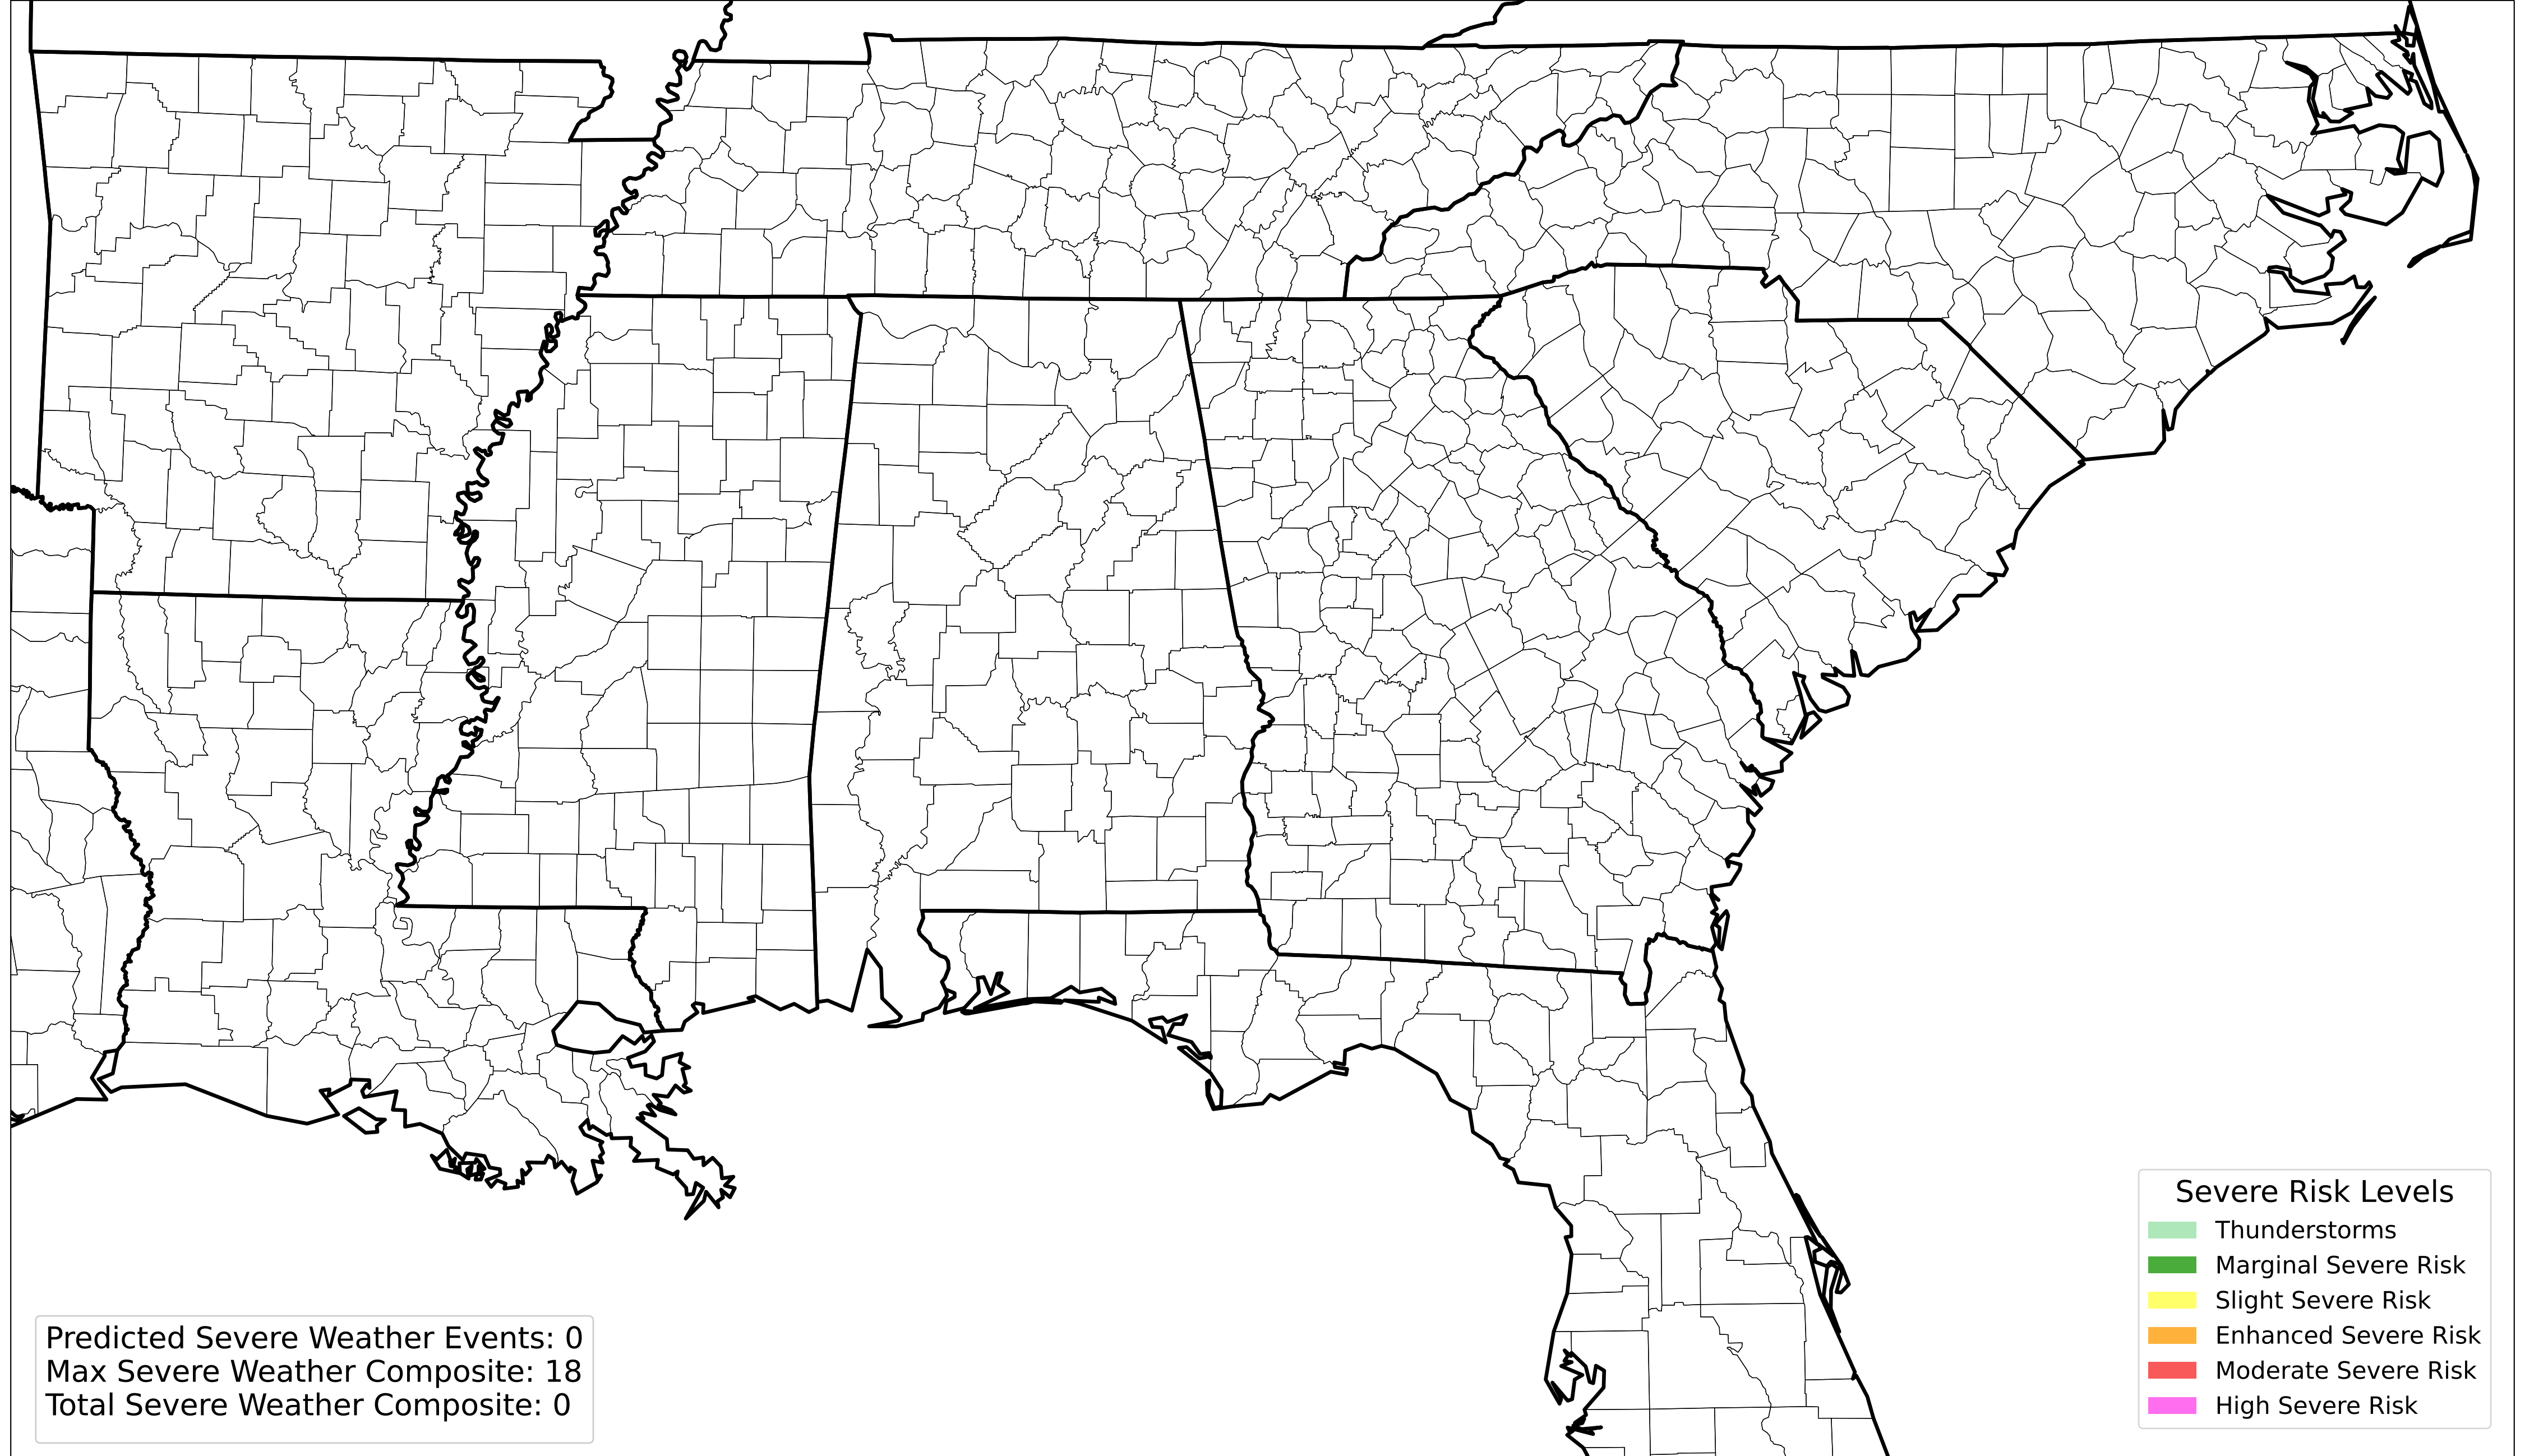 Predicted Severe Weather Events: 0
Max Severe Weather Composite: 18
Total Severe Weather Composite: 0
Severe Risk Levels
Thunderstorms
Marginal Severe Risk
Slight Severe Risk
Enhanced Severe Risk
Moderate Severe Risk
High Severe Risk